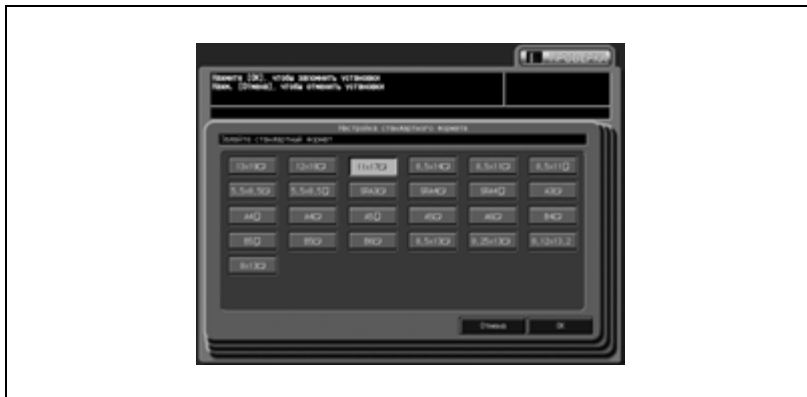 Нажмите [OK], чтобы запомнить установки
Нажм. [Отмена], чтобы отменить установки
Настройка стандартного формата
Задайте стандартный формат
13x19 12x18 11x17 8.5x14 8.5x11 8.5x11
5.5x8.5 5.5x8.5 SRA3 SRA4 SRA4 A3
A4 A4 A5 A5 A6 B4
B5 B5 B6 8.5x13 8.25x13 8.12x13.2
8x13
Отмена OK